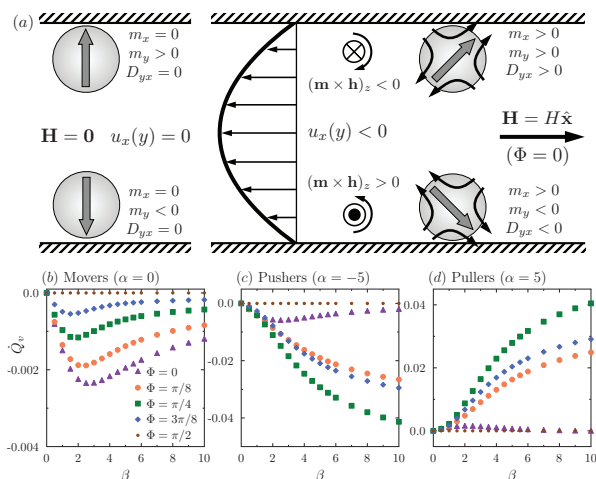 (a)
m_x = 0
m_y > 0
D_yx = 0
H = 0 u_x(y) = 0
m_x = 0
m_y < 0
D_yx = 0
(m × h)_z < 0
u_x(y) < 0
(m × h)_z > 0
m_x > 0
m_y > 0
D_yx > 0
H = Hx̂
(Φ = 0)
m_x > 0
m_y < 0
D_yx < 0
(b) Movers (α = 0)
0.0
-0.002
-0.004
Q̇_v
Φ = 0
Φ = π/8
Φ = π/4
Φ = 3π/8
Φ = π/2
0 2 4 6 8 10
β
(c) Pushers (α = −5)
0.00
-0.02
-0.04
0 2 4 6 8 10
β
(d) Pullers (α = 5)
0.04
0.02
0.0
0 2 4 6 8 10
β